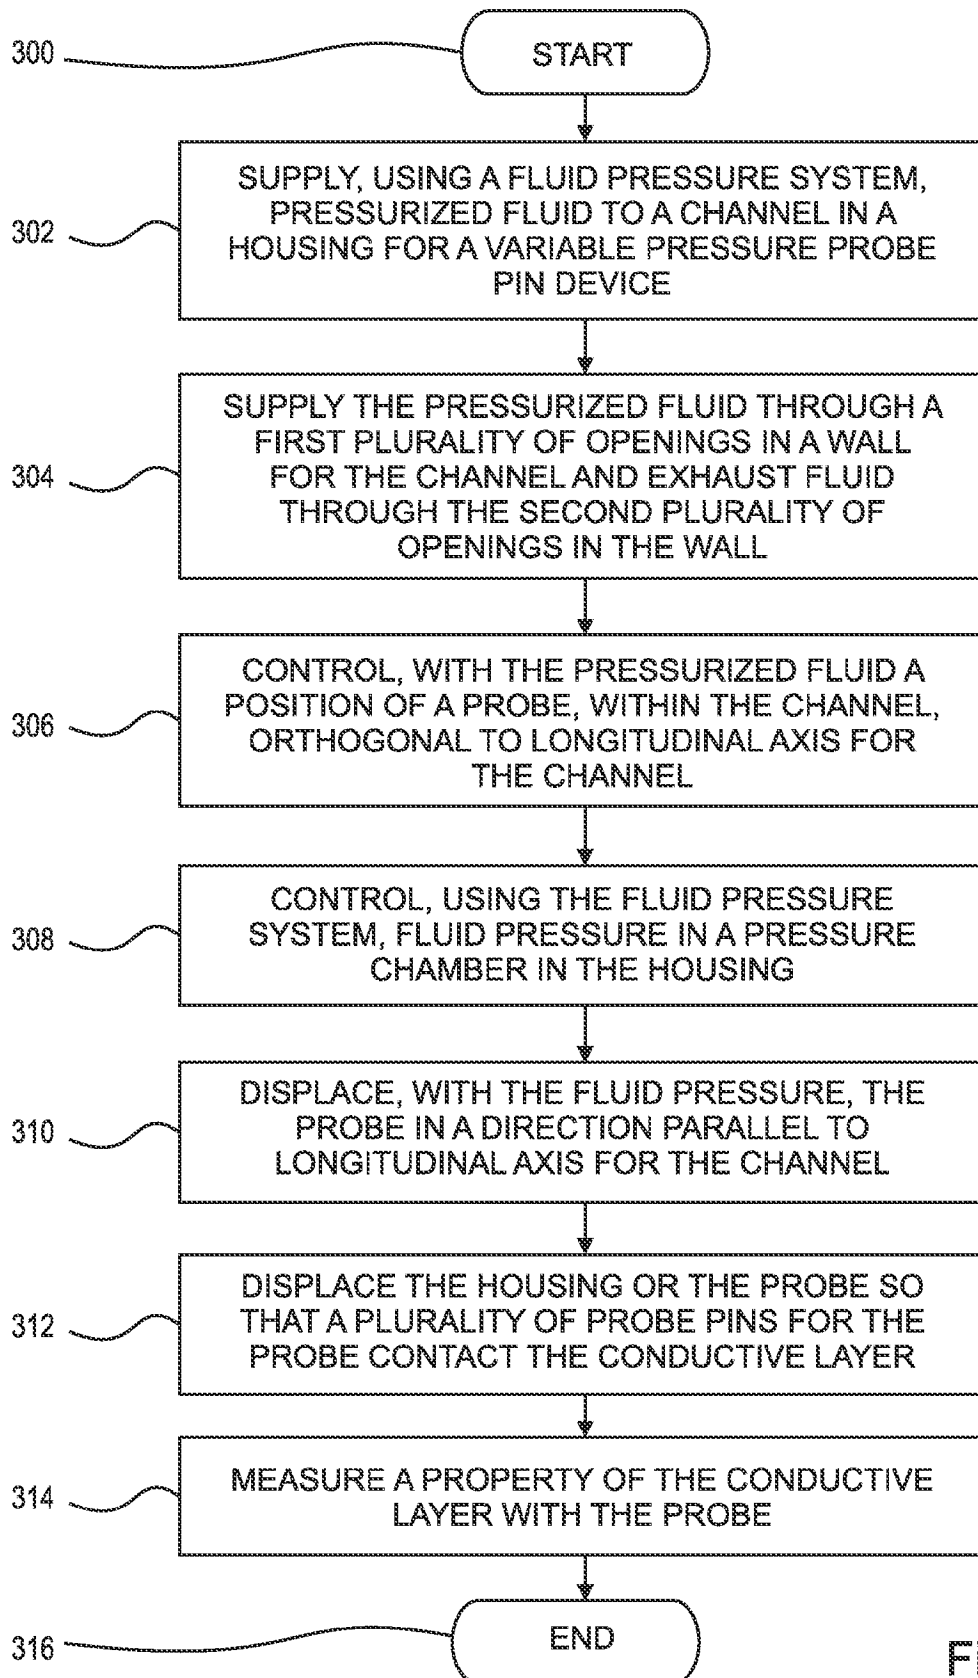 300
START
302
SUPPLY, USING A FLUID PRESSURE SYSTEM,
PRESSURIZED FLUID TO A CHANNEL IN A
HOUSING FOR A VARIABLE PRESSURE PROBE
PIN DEVICE
304
SUPPLY THE PRESSURIZED FLUID THROUGH A
FIRST PLURALITY OF OPENINGS IN A WALL
FOR THE CHANNEL AND EXHAUST FLUID
THROUGH THE SECOND PLURALITY OF
OPENINGS IN THE WALL
306
CONTROL, WITH THE PRESSURIZED FLUID A
POSITION OF A PROBE, WITHIN THE CHANNEL,
ORTHOGONAL TO LONGITUDINAL AXIS FOR
THE CHANNEL
308
CONTROL, USING THE FLUID PRESSURE
SYSTEM, FLUID PRESSURE IN A PRESSURE
CHAMBER IN THE HOUSING
310
DISPLACE, WITH THE FLUID PRESSURE, THE
PROBE IN A DIRECTION PARALLEL TO
LONGITUDINAL AXIS FOR THE CHANNEL
312
DISPLACE THE HOUSING OR THE PROBE SO
THAT A PLURALITY OF PROBE PINS FOR THE
PROBE CONTACT THE CONDUCTIVE LAYER
314
MEASURE A PROPERTY OF THE CONDUCTIVE
LAYER WITH THE PROBE
316
END